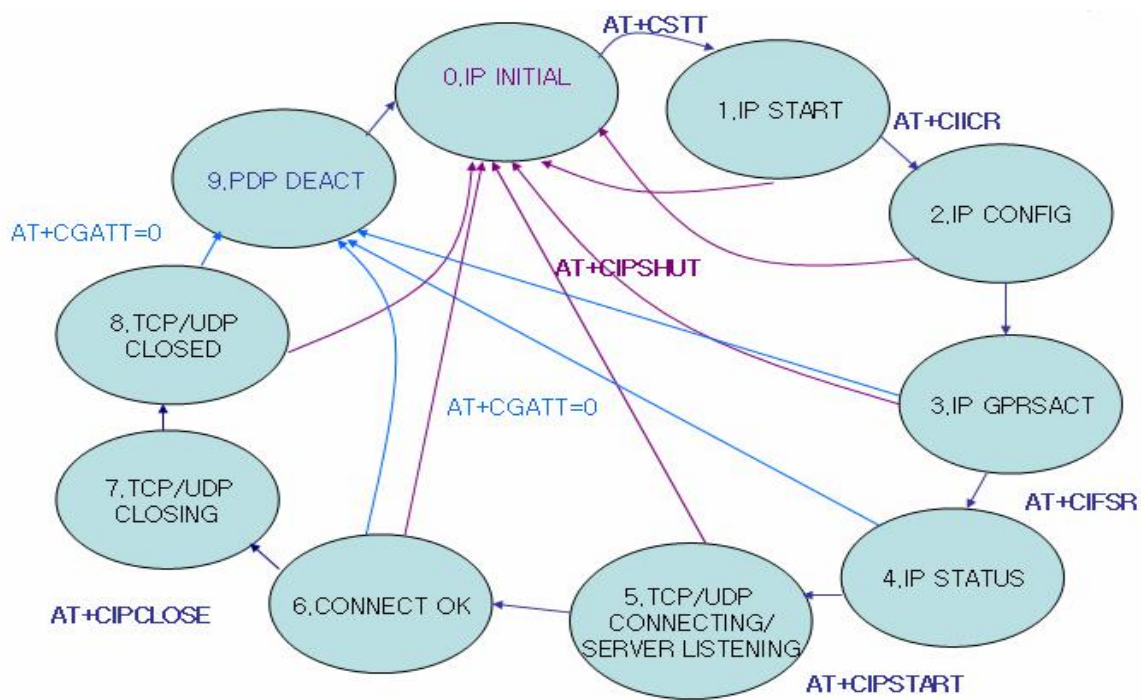 AT+CSTT
0,IP INITIAL
1,IP START
AT+CIICR
9,PDP DEACT
2,IP CONFIG
AT+CGATT=0
AT+CIPSHUT
8,TCP/UDP
CLOSED
AT+CGATT=0
3,IP GPRSACT
7,TCP/UDP
CLOSING
AT+CIFSR
4,IP STATUS
6,CONNECT OK
5,TCP/UDP
CONNECTING/
SERVER LISTENING
AT+CIPCLOSE
AT+CIPSTART